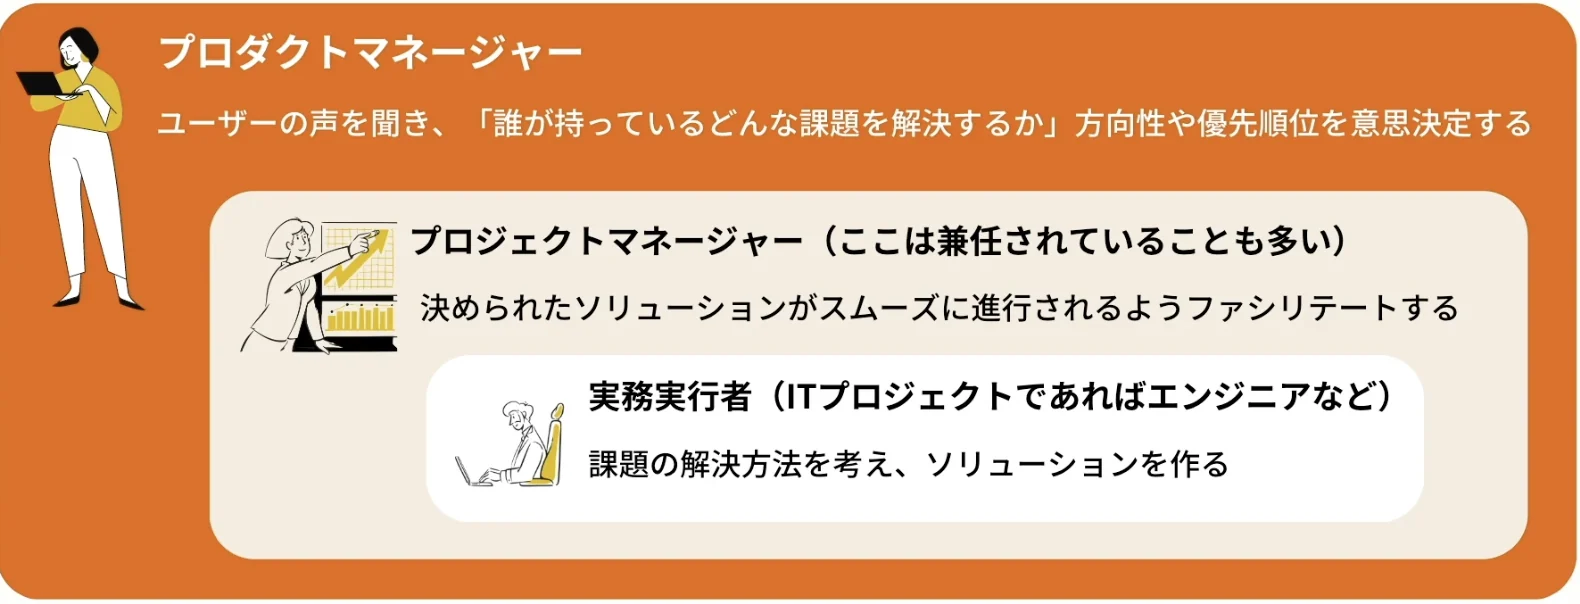 プロダクトマネージャー
ユーザーの声を聞き、「誰が持っているどんな課題を解決するか」方向性や優先順位を意思決定する
プロジェクトマネージャー（ここは兼任されていることも多い）
決められたソリューションがスムーズに進行されるようファシリテートする
実務実行者（ITプロジェクトであればエンジニアなど）
課題の解決方法を考え、ソリューションを作る